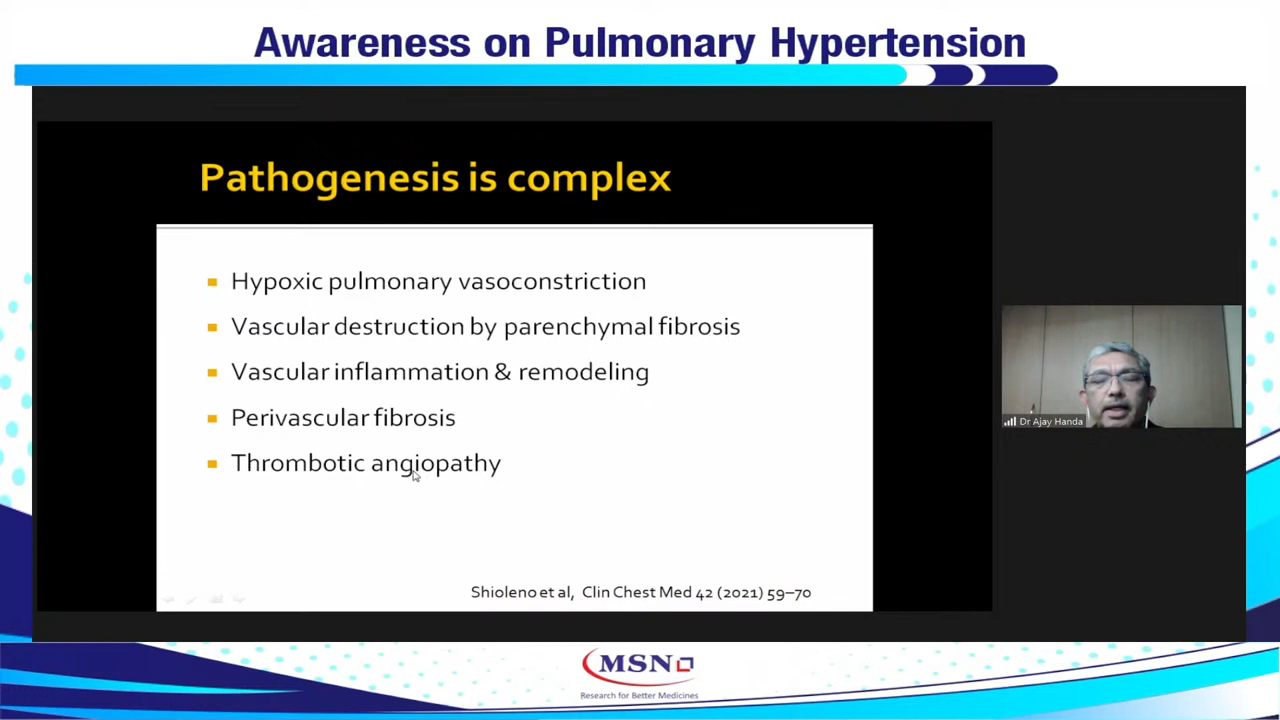 Awareness on Pulmonary Hypertension
Pathogenesis is complex
Hypoxic pulmonary vasoconstriction
Vascular destruction by parenchymal fibrosis
Vascular inflammation & remodeling
Perivascular fibrosis
Thrombotic angiopathy
Shioleno et al, Clin Chest Med 42 (2021) 59–70
Dr Ajay Handa
MSN
Research for Better Medicines